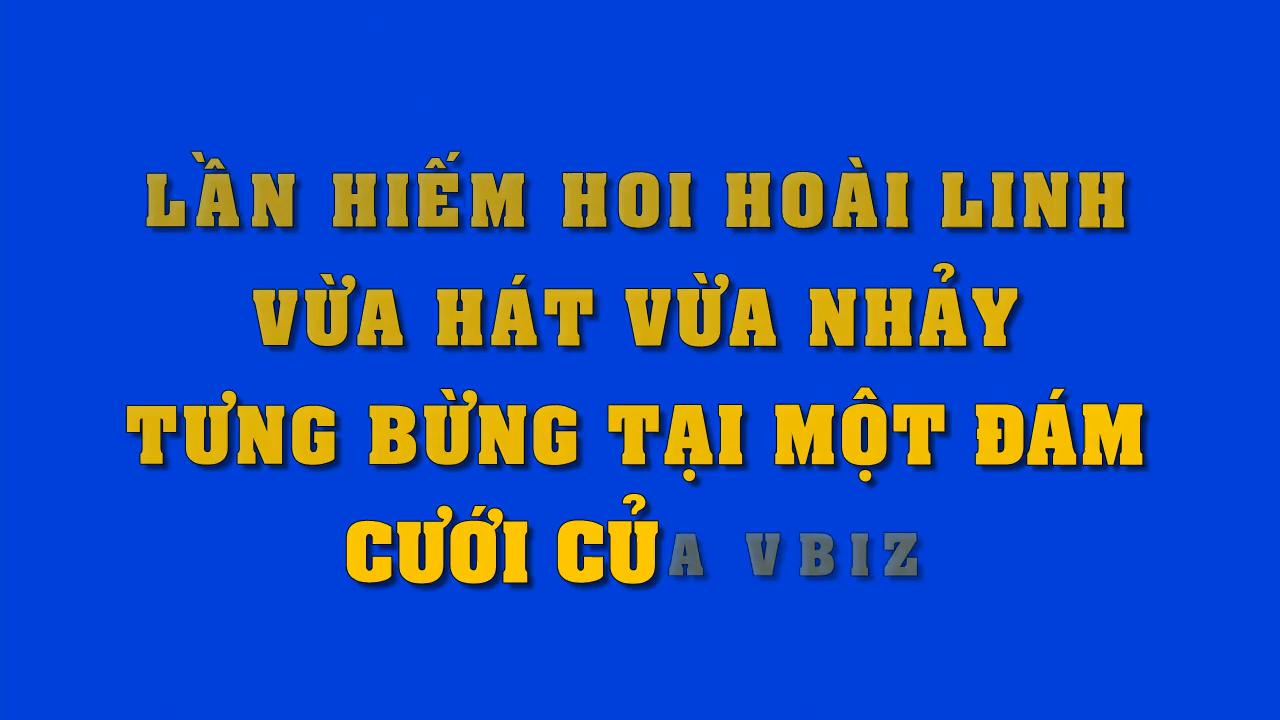 LẦN HIẾM HOI HOÀI LINH
VỪA HÁT VỪA NHẢY
TƯNG BỪNG TẠI MỘT ĐÁM
CƯỚI CỦA VBIZ